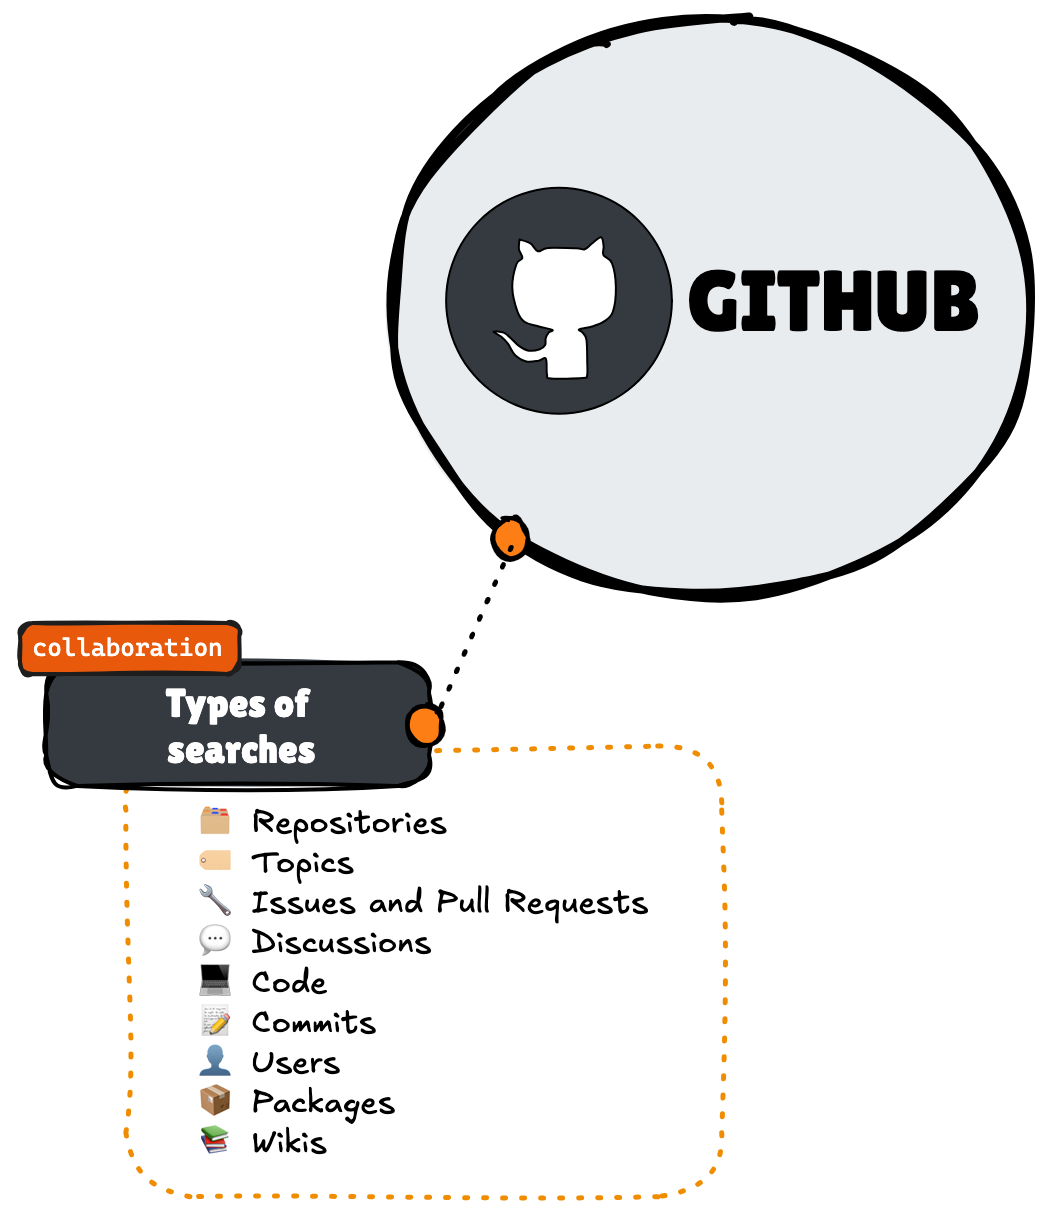 GITHUB
collaboration
Types of
searches
Repositories
Topics
Issues and Pull Requests
Discussions
Code
Commits
Users
Packages
Wikis